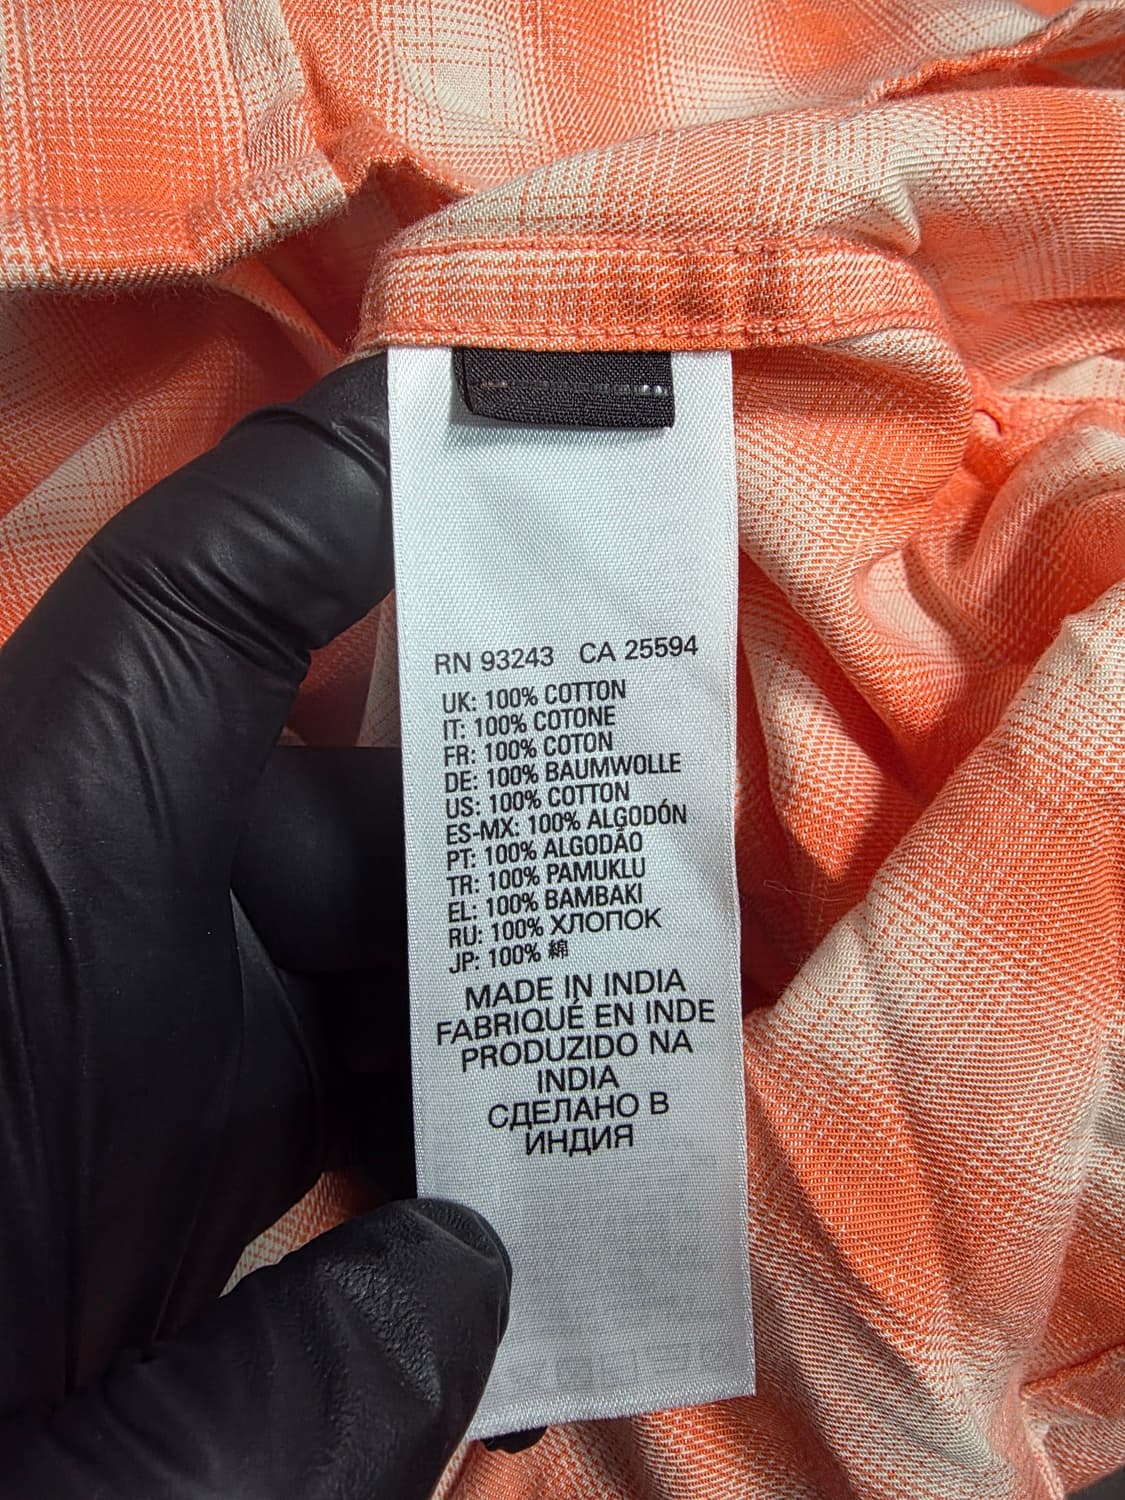 RN 93243 CA 25594
UK: 100% COTTON
IT: 100% COTONE
FR: 100% COTON
DE: 100% BAUMWOLLE
US: 100% COTTON
ES-MX: 100% ALGODÓN
PT: 100% ALGODÃO
TR: 100% PAMUKLU
EL: 100% BAMBAKI
RU: 100% ХЛОПОК
JP: 100% 綿
MADE IN INDIA
FABRIQUÉ EN INDE
PRODUZIDO NA
INDIA
СДЕЛАНО В
ИНДИЯ